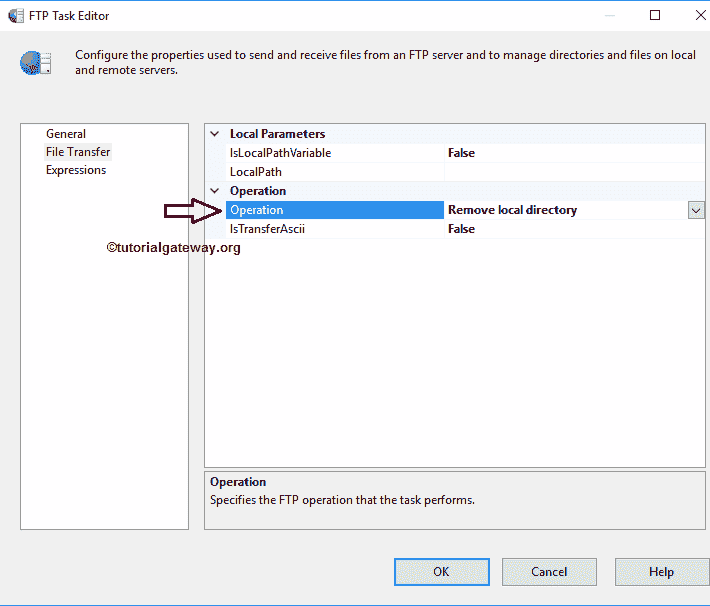 FTP Task Editor
Configure the properties used to send and receive files from an FTP server and to manage directories and files on local
and remote servers.
General
File Transfer
Expressions
Local Parameters
IsLocalPathVariable False
LocalPath
Operation
Operation Remove local directory
IsTransferAscii False
©tutorialgateway.org
Operation
Specifies the FTP operation that the task performs.
OK Cancel Help